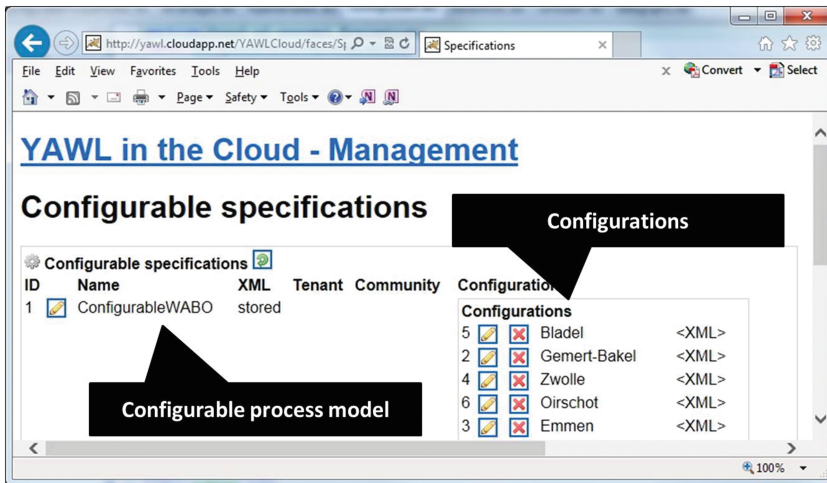 http://yawl.cloudapp.net/YAWLCloud/faces/S
Specifications
File Edit View Favorites Tools Help
Convert
Select
Page Safety Tools
YAWL in the Cloud - Management
Configurable specifications
Configurations
Configurable specifications
ID Name XML Tenant Community Configuration
1 ConfigurableWABO stored
Configurations
5 Bladel <XML>
2 Gemert-Bakel <XML>
4 Zwolle <XML>
6 Oirschot <XML>
3 Emmen <XML>
Configurable process model
100%